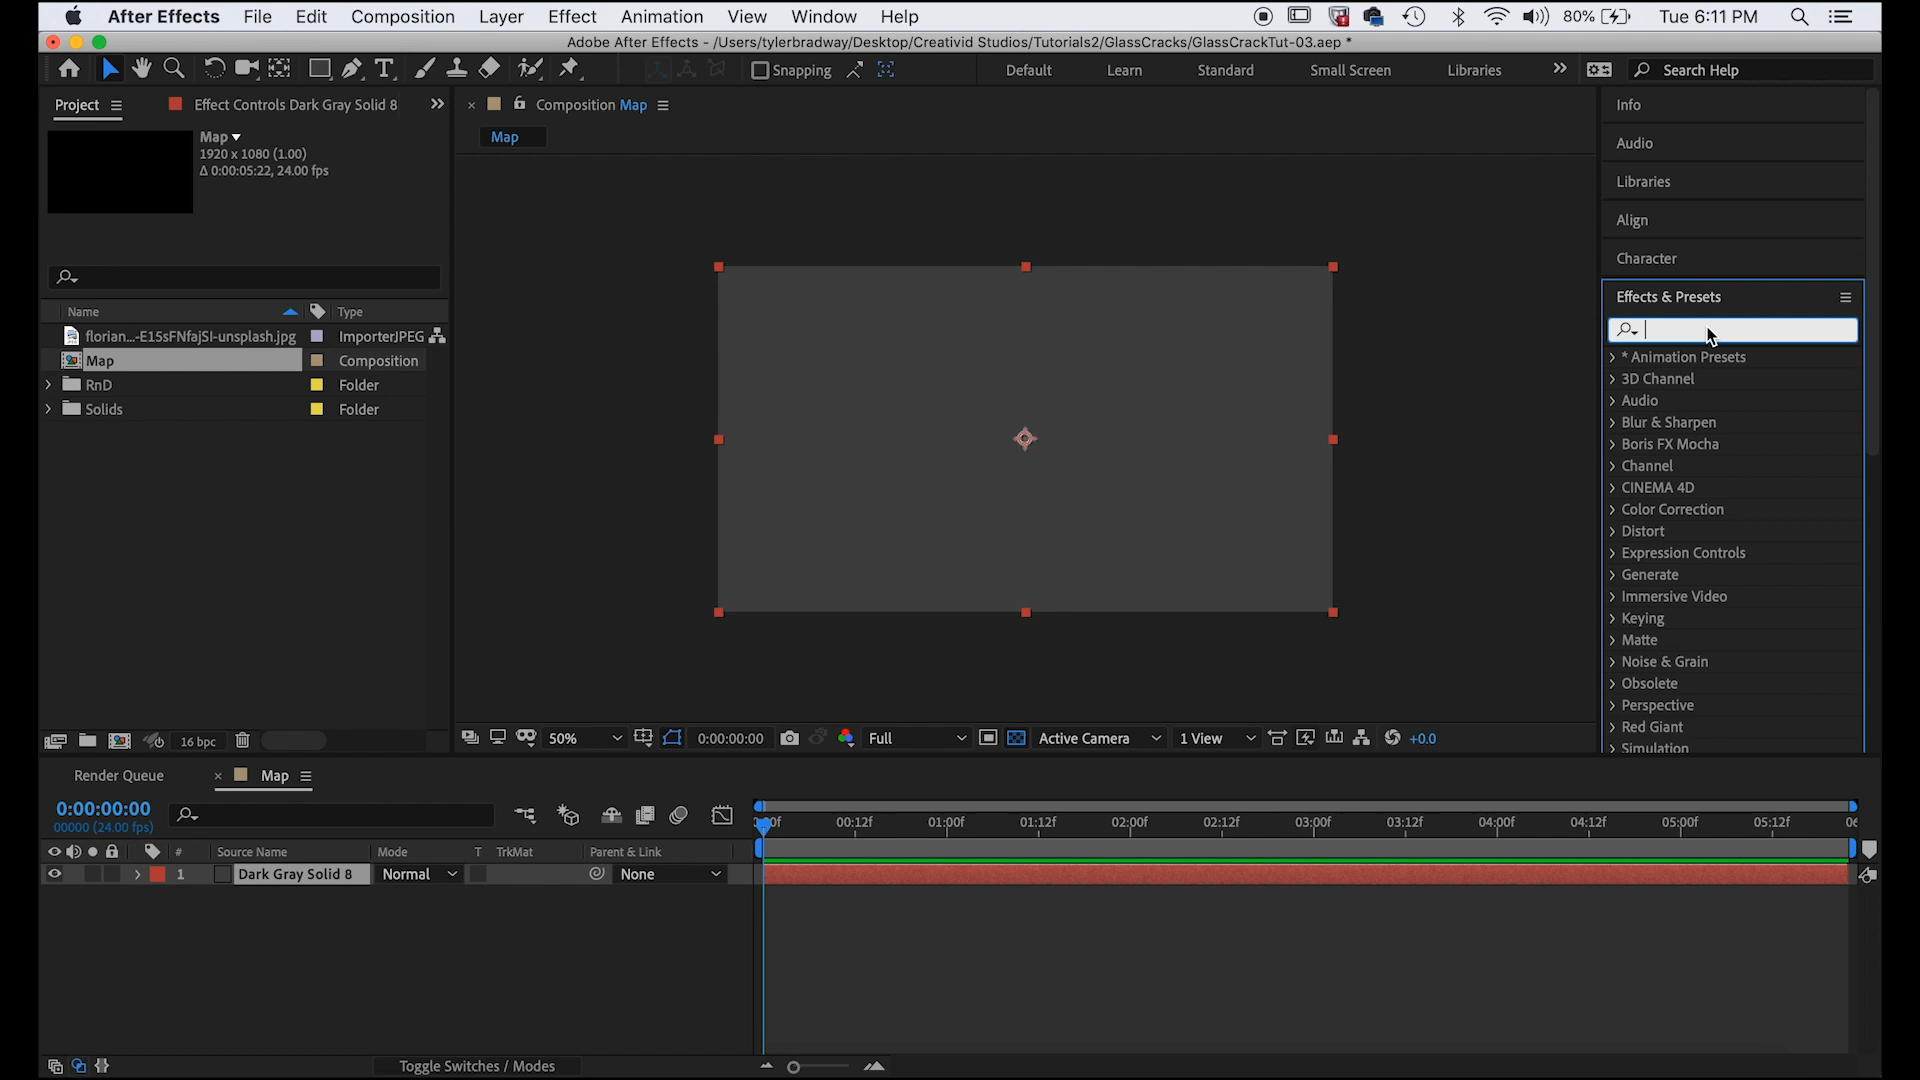 After Effects File Edit Composition Layer Effect Animation View Window Help 80% Tue 6:11 PM
Adobe After Effects - /Users/tylerbradway/Desktop/Creativid Studios/Tutorials2/GlassCracks/GlassCrackTut-03.aep *
Snapping Default Learn Standard Small Screen Libraries Search Help
Project Effect Controls Dark Gray Solid 8
Composition Map
Map
Map
1920 x 1080 (1.00)
Δ 0:00:05:22, 24.00 fps
Name Type
florian...-E15sFNfajSI-unsplash.jpg ImporterJPEG
Map Composition
RnD Folder
Solids Folder
16 bpc
50% 0:00:00:00 Full Active Camera 1 View +0.0
Info
Audio
Libraries
Align
Character
Effects & Presets
* Animation Presets
3D Channel
Audio
Blur & Sharpen
Boris FX Mocha
Channel
CINEMA 4D
Color Correction
Distort
Expression Controls
Generate
Immersive Video
Keying
Matte
Noise & Grain
Obsolete
Perspective
Red Giant
Simulation
Render Queue Map
0:00:00:00
00000 (24.00 fps)
00:12f 01:00f 01:12f 02:00f 02:12f 03:00f 03:12f 04:00f 04:12f 05:00f 05:12f
# Source Name Mode T TrkMat Parent & Link
1 Dark Gray Solid 8 Normal None
Toggle Switches / Modes